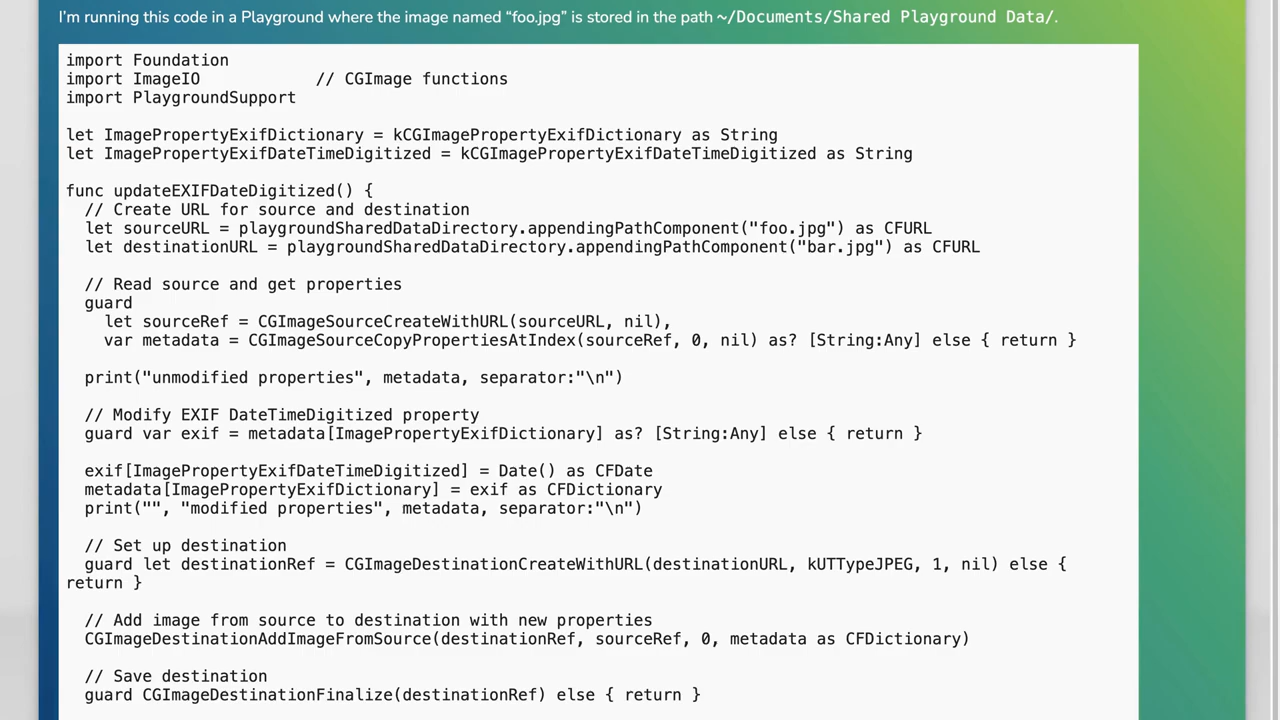 I’m running this code in a Playground where the image named “foo.jpg” is stored in the path ~/Documents/Shared Playground Data/.
import Foundation
import ImageIO            // CGImage functions
import PlaygroundSupport
let ImagePropertyExifDictionary = kCGImagePropertyExifDictionary as String
let ImagePropertyExifDateTimeDigitized = kCGImagePropertyExifDateTimeDigitized as String
func updateEXIFDateDigitized() {
  // Create URL for source and destination
  let sourceURL = playgroundSharedDataDirectory.appendingPathComponent("foo.jpg") as CFURL
  let destinationURL = playgroundSharedDataDirectory.appendingPathComponent("bar.jpg") as CFURL
  // Read source and get properties
  guard
    let sourceRef = CGImageSourceCreateWithURL(sourceURL, nil),
    var metadata = CGImageSourceCopyPropertiesAtIndex(sourceRef, 0, nil) as? [String:Any] else { return }
  print("unmodified properties", metadata, separator:"\n")
  // Modify EXIF DateTimeDigitized property
  guard var exif = metadata[ImagePropertyExifDictionary] as? [String:Any] else { return }
  exif[ImagePropertyExifDateTimeDigitized] = Date() as CFDate
  metadata[ImagePropertyExifDictionary] = exif as CFDictionary
  print("", "modified properties", metadata, separator:"\n")
  // Set up destination
  guard let destinationRef = CGImageDestinationCreateWithURL(destinationURL, kUTTypeJPEG, 1, nil) else {
return }
  // Add image from source to destination with new properties
  CGImageDestinationAddImageFromSource(destinationRef, sourceRef, 0, metadata as CFDictionary)
  // Save destination
  guard CGImageDestinationFinalize(destinationRef) else { return }